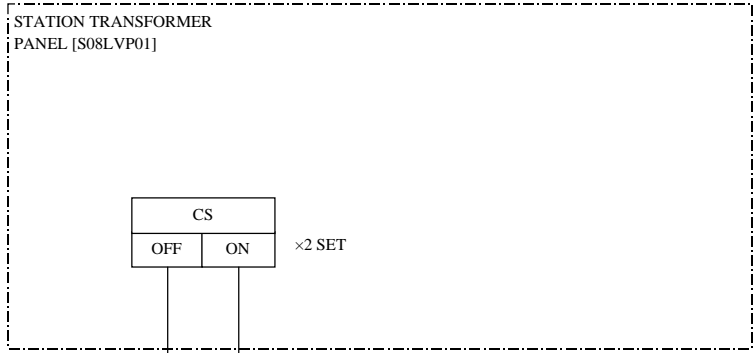 STATION TRANSFORMER
PANEL [S08LVP01]
CS
OFF ON ×2 SET